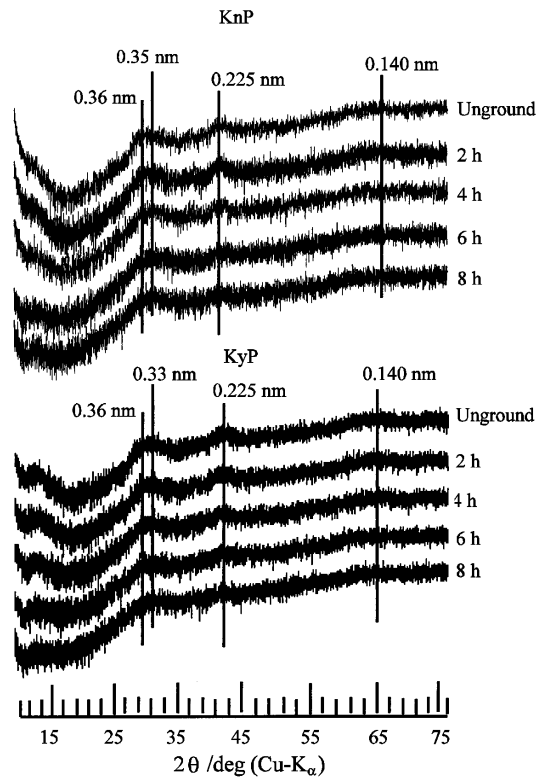 KnP
0.35 nm
0.36 nm
0.225 nm
0.140 nm
Unground
2 h
4 h
6 h
8 h
KyP
0.33 nm
0.36 nm
0.225 nm
0.140 nm
Unground
2 h
4 h
6 h
8 h
15 25 35 45 55 65 75
2θ /deg (Cu-Kα)